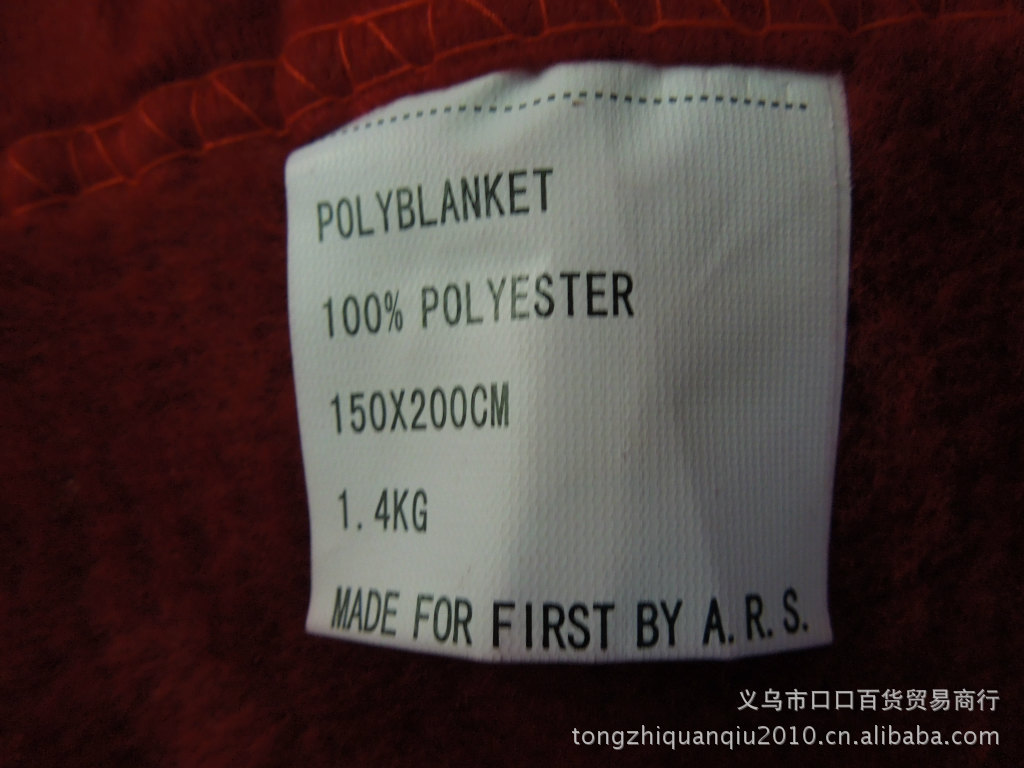 POLYBLANKET
100% POLYESTER
150X200CM
1.4KG
MADE FOR FIRST BY A.R.S.
义乌市口口百货贸易商行
tongzhiquanqiu2010.cn.alibaba.com